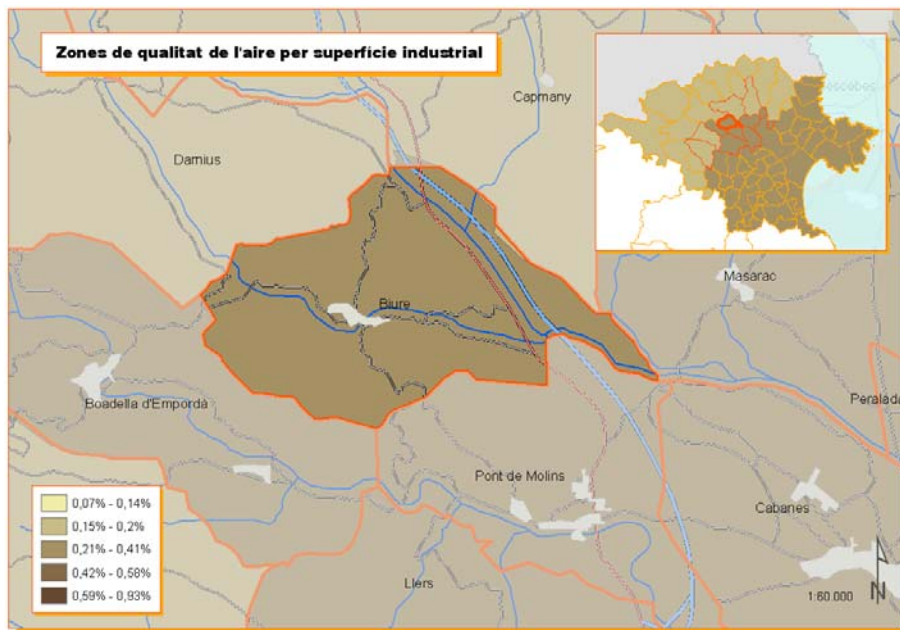 Zones de qualitat de l'aire per superfície industrial
Capmany
Darnius
Masarac
Biure
Boadella d'Empordà
Peralada
Pont de Molins
Cabanes
Llers
0,07% - 0,14%
0,15% - 0,2%
0,21% - 0,41%
0,42% - 0,58%
0,59% - 0,93%
1:60.000
N